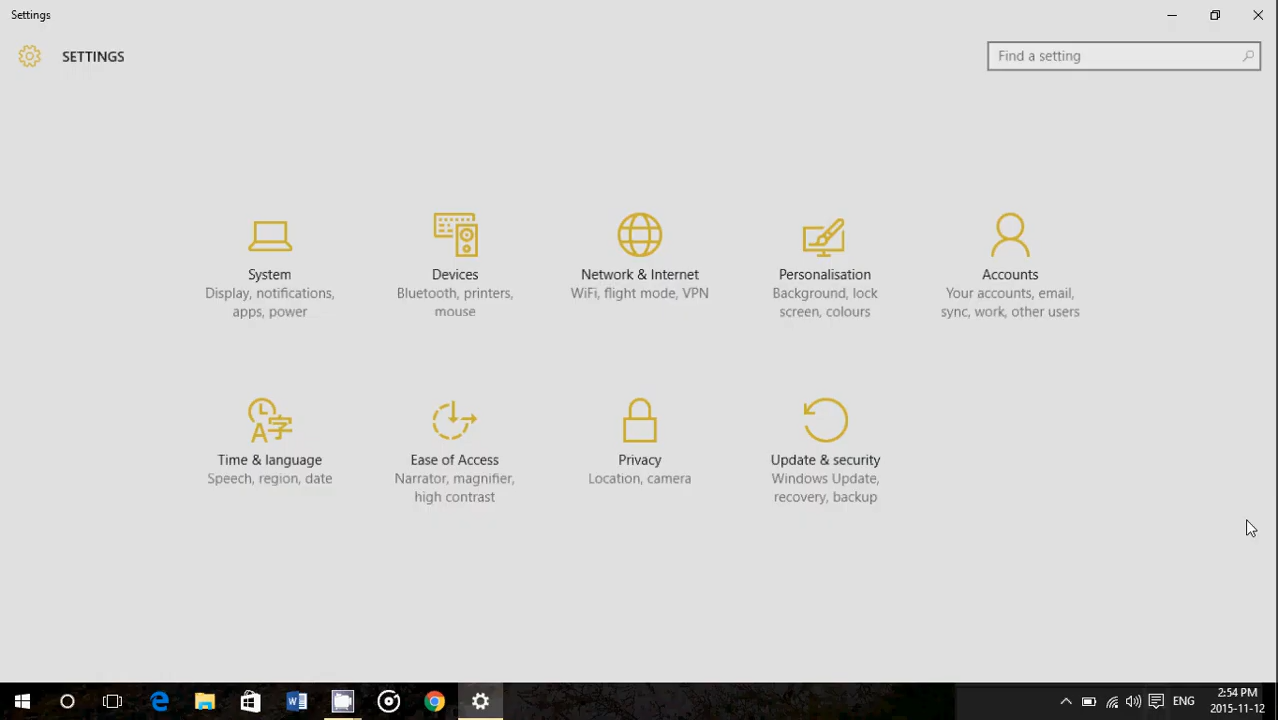 Settings
SETTINGS
Find a setting
System
Display, notifications,
apps, power
Devices
Bluetooth, printers,
mouse
Network & Internet
WiFi, flight mode, VPN
Personalisation
Background, lock
screen, colours
Accounts
Your accounts, email,
sync, work, other users
A字
Time & language
Speech, region, date
Ease of Access
Narrator, magnifier,
high contrast
Privacy
Location, camera
Update & security
Windows Update,
recovery, backup
ENG
2:54 PM
2015-11-12